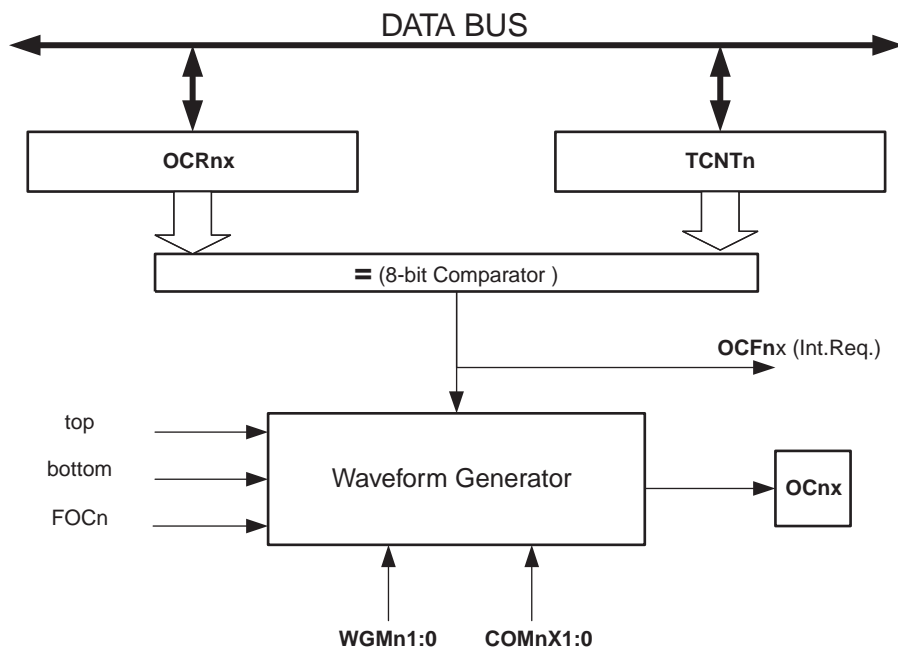 DATA BUS
OCRnx
TCNTn
= (8-bit Comparator )
OCFnx (Int.Req.)
top
bottom
FOCn
Waveform Generator
OCnx
WGMn1:0
COMnX1:0